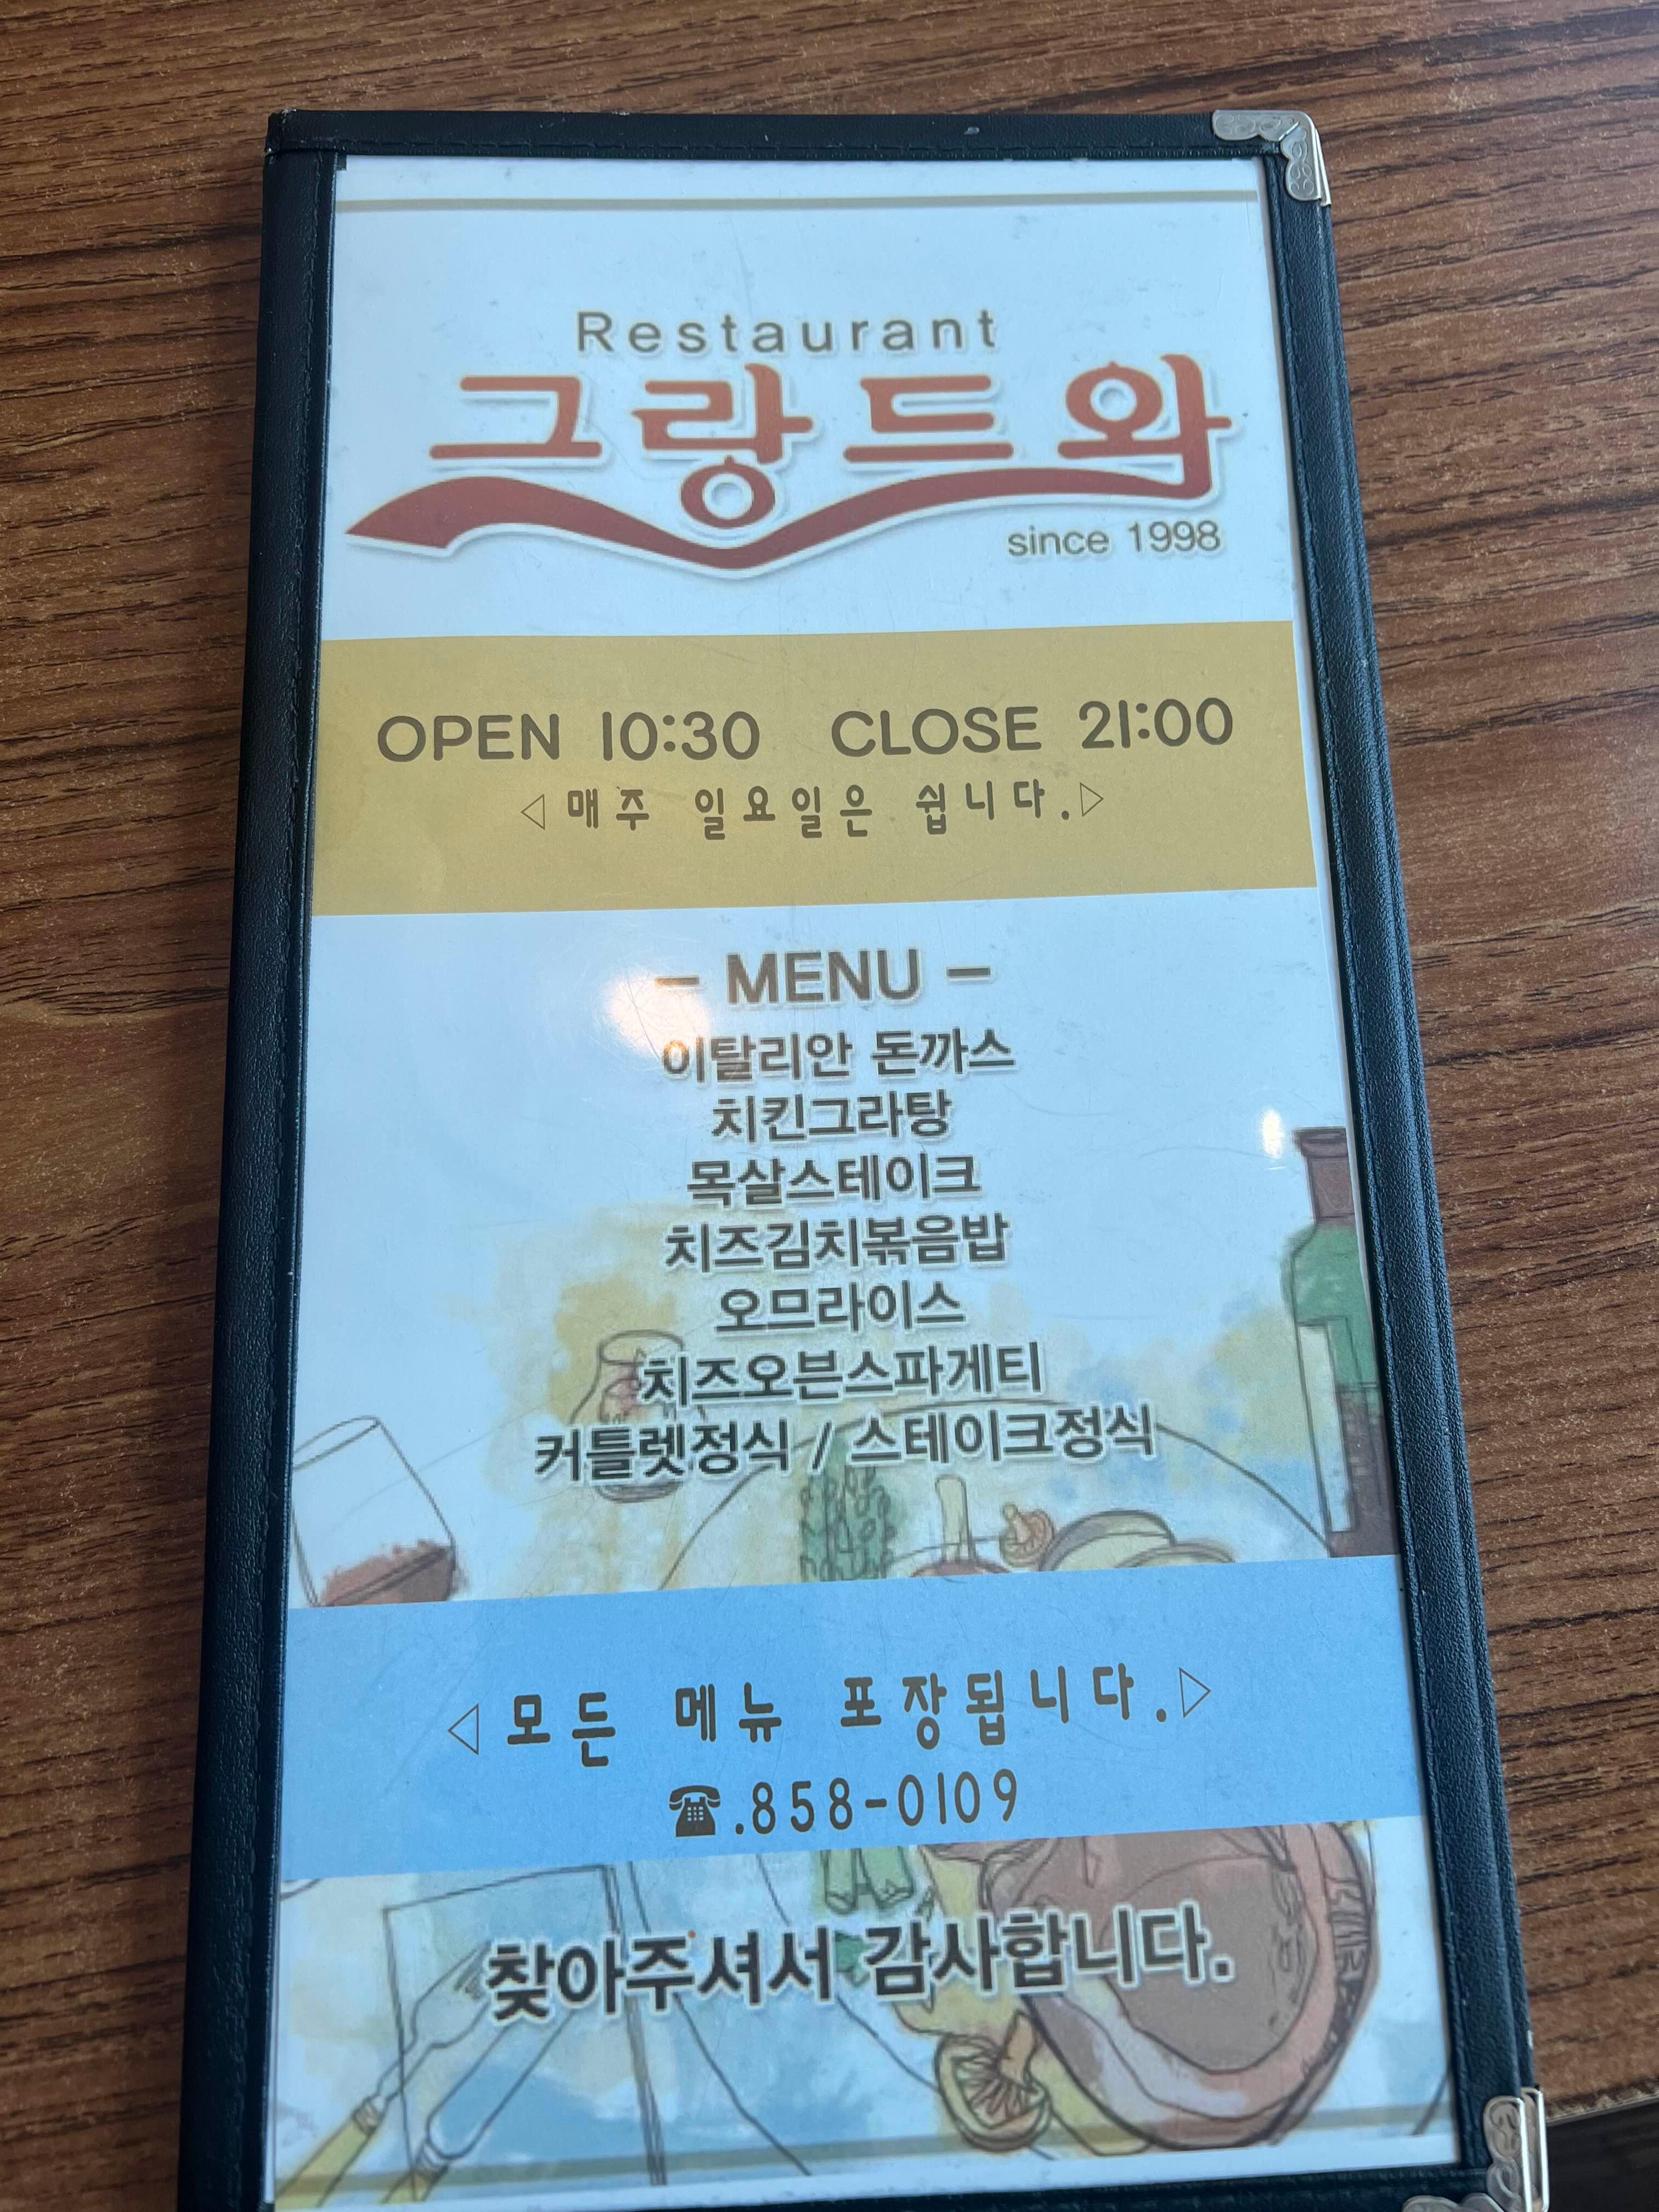 Restaurant
그랑드와
since 1998
OPEN 10:30 CLOSE 21:00
◁매주 일요일은 쉽니다.▷
- MENU -
이탈리안 돈까스
치킨그라탕
목살스테이크
치즈김치볶음밥
오므라이스
치즈오븐스파게티
커틀렛정식 / 스테이크정식
◁모든 메뉴 포장됩니다.▷
☎.858-0109
찾아주셔서 감사합니다.